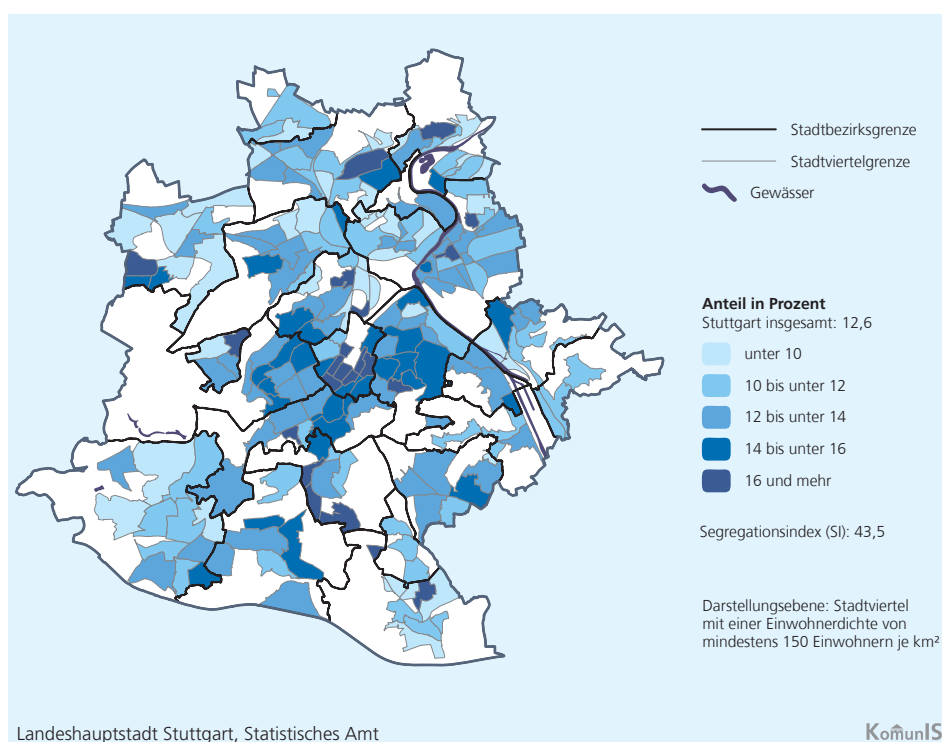 Stadtbezirksgrenze
Stadtviertelgrenze
Gewässer
Anteil in Prozent
Stuttgart insgesamt: 12,6
unter 10
10 bis unter 12
12 bis unter 14
14 bis unter 16
16 und mehr
Segregationsindex (SI): 43,5
Darstellungsebene: Stadtviertel
mit einer Einwohnerdichte von
mindestens 150 Einwohnern je km²
Landeshauptstadt Stuttgart, Statistisches Amt
KomunIS